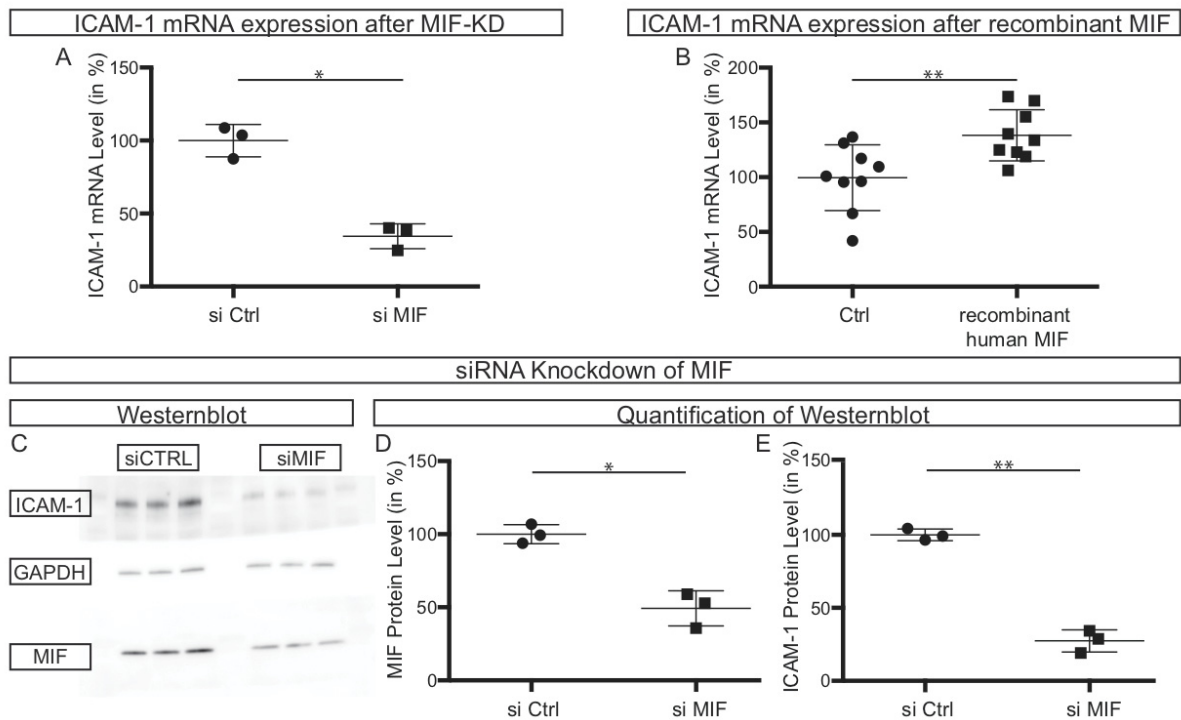 ICAM-1 mRNA expression after MIF-KD
ICAM-1 mRNA expression after recombinant MIF
A
ICAM-1 mRNA Level (in %)
150
100
50
0
*
si Ctrl
si MIF
B
ICAM-1 mRNA Level (in %)
200
150
100
50
0
**
Ctrl
recombinant
human MIF
siRNA Knockdown of MIF
Westernblot
Quantification of Westernblot
C
siCTRL
siMIF
ICAM-1
GAPDH
MIF
D
MIF Protein Level (in %)
150
100
50
0
*
si Ctrl
si MIF
E
ICAM-1 Protein Level (in %)
150
100
50
0
**
si Ctrl
si MIF